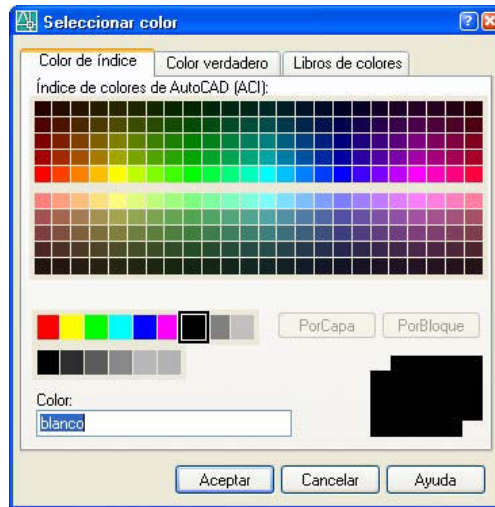 Seleccionar color
Color de índice Color verdadero Libros de colores
Índice de colores de AutoCAD (ACI):
PorCapa PorBloque
Color:
blanco
Aceptar Cancelar Ayuda